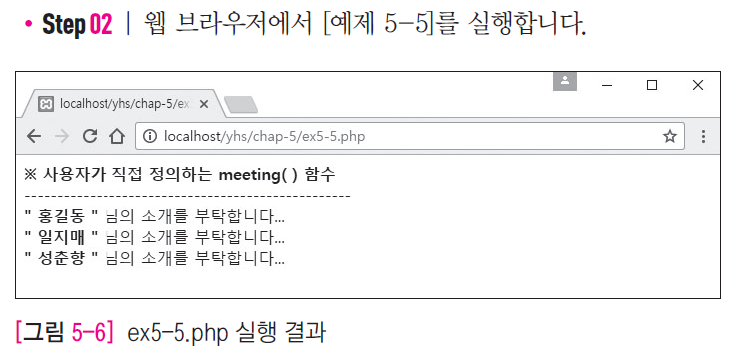 • Step 02 | 웹 브라우저에서 [예제 5-5]를 실행합니다.
localhost/yhs/chap-5/ex
localhost/yhs/chap-5/ex5-5.php
※ 사용자가 직접 정의하는 meeting( ) 함수
--------------------------------------------------
" 홍길동 " 님의 소개를 부탁합니다...
" 일지매 " 님의 소개를 부탁합니다...
" 성춘향 " 님의 소개를 부탁합니다...
[그림 5-6] ex5-5.php 실행 결과